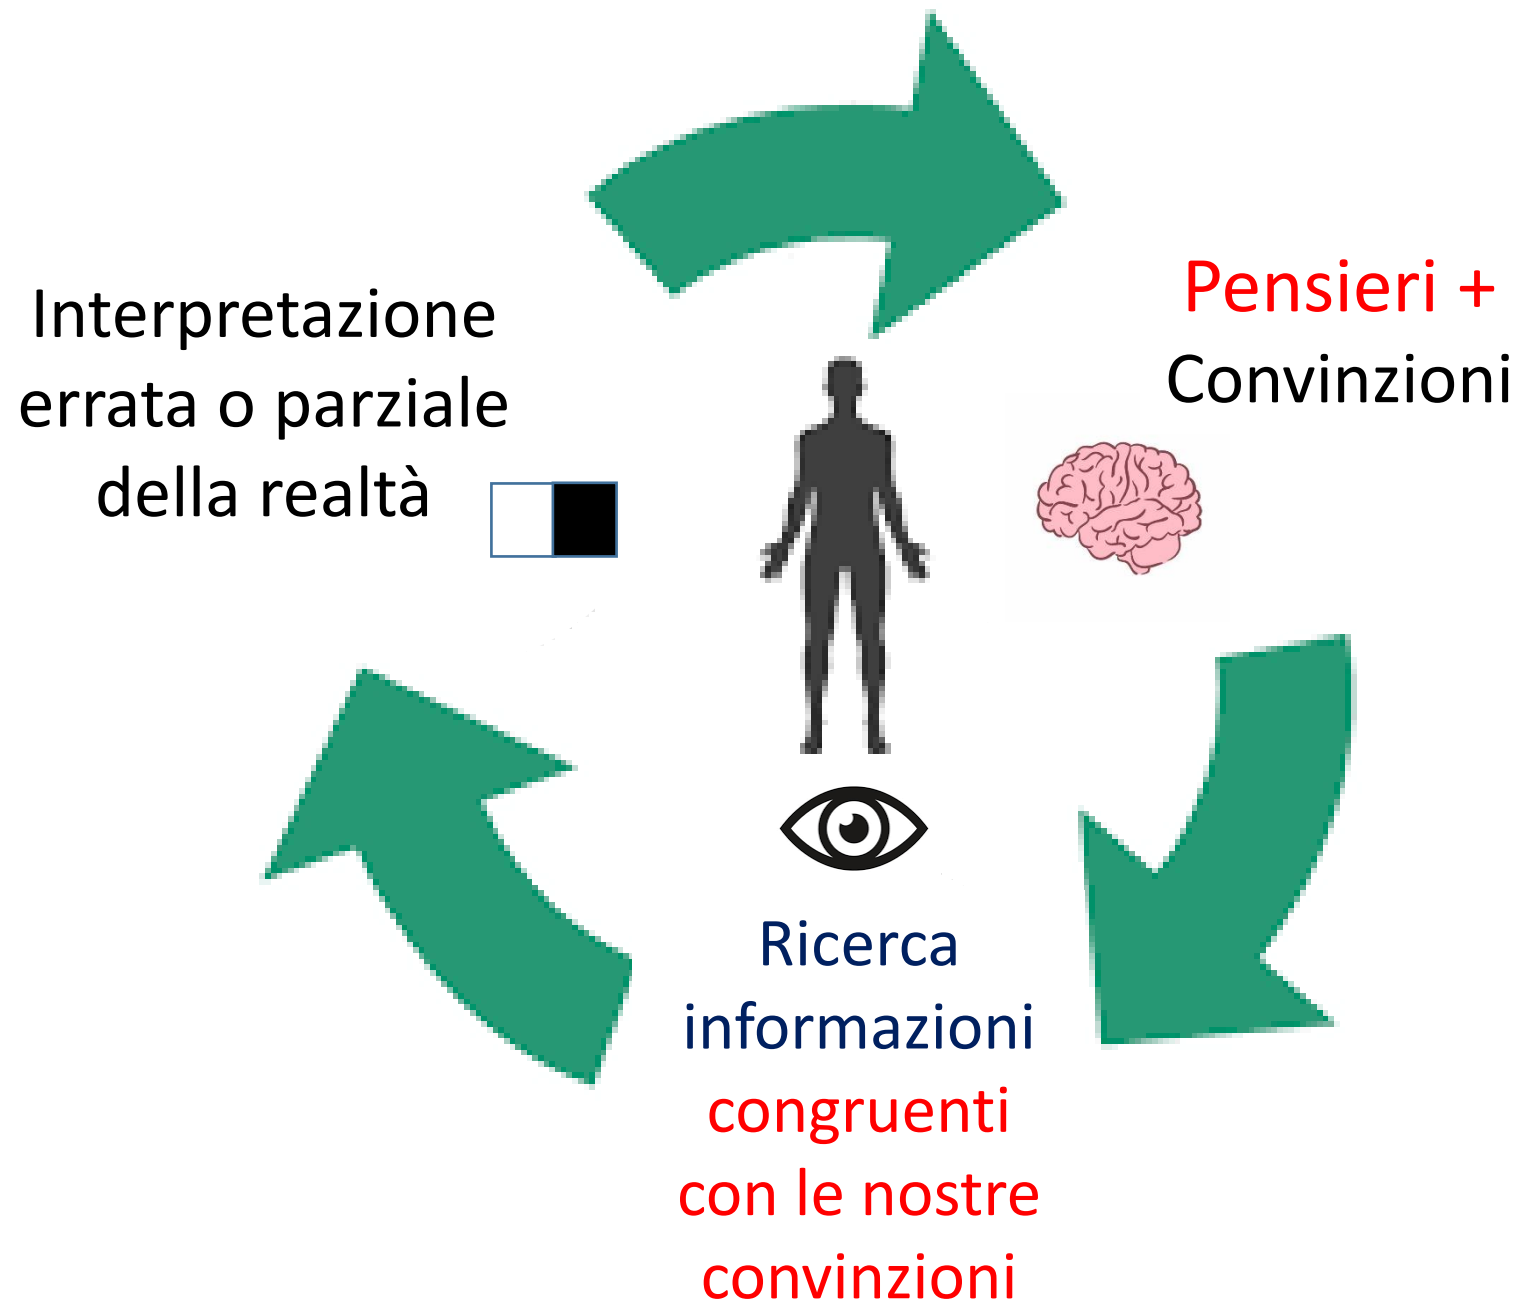 Interpretazione
errata o parziale
della realtà
Pensieri +
Convinzioni
Ricerca
informazioni
congruenti
con le nostre
convinzioni